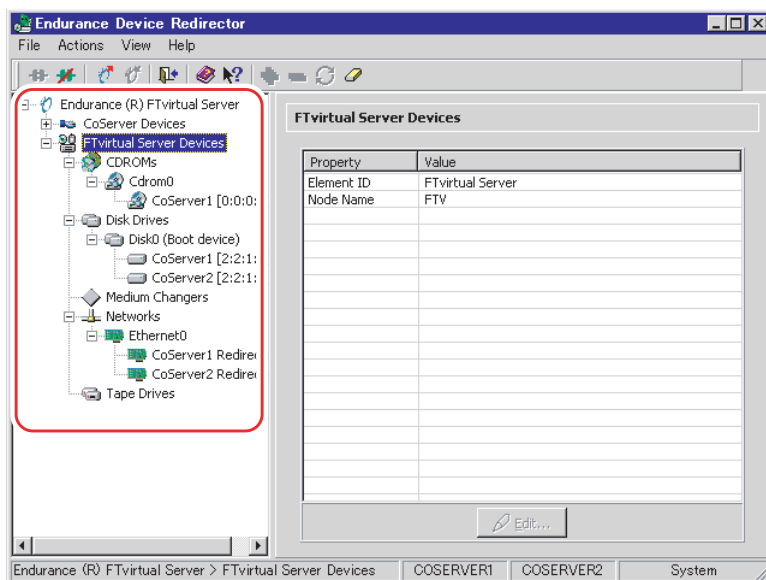 Endurance Device Redirector
File Actions View Help
Endurance (R) FTvirtual Server
CoServer Devices
FTvirtual Server Devices
CDROMs
Cdrom0
CoServer1 [0:0:0:
Disk Drives
Disk0 (Boot device)
CoServer1 [2:2:1:
CoServer2 [2:2:1:
Medium Changers
Networks
Ethernet0
CoServer1 Redire
CoServer2 Redire
Tape Drives
FTvirtual Server Devices
Property Value
Element ID FTvirtual Server
Node Name FTV
Edit...
Endurance (R) FTvirtual Server > FTvirtual Server Devices COSERVER1 COSERVER2 System